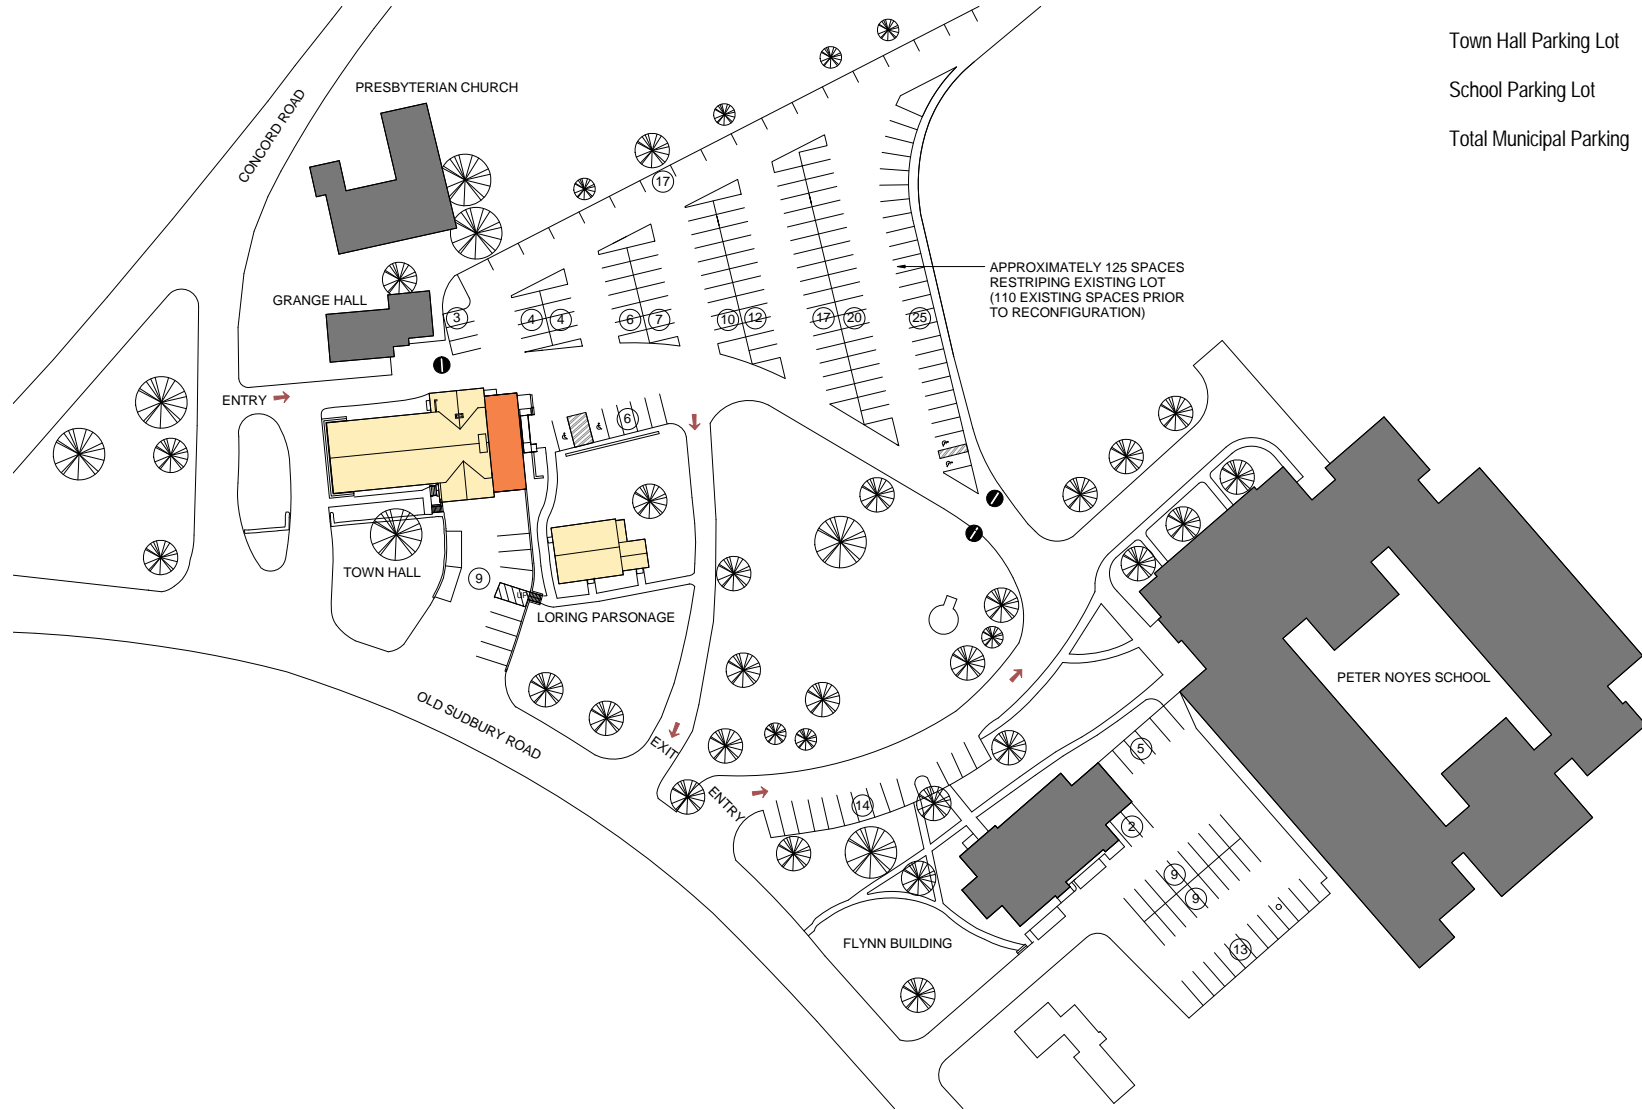 Town Hall Parking Lot
School Parking Lot
Total Municipal Parking
PRESBYTERIAN CHURCH
CONCORD ROAD
17
APPROXIMATELY 125 SPACES
RESTRIPING EXISTING LOT
(110 EXISTING SPACES PRIOR
TO RECONFIGURATION)
GRANGE HALL
3
4
4
6
7
10
12
17
20
25
ENTRY
6
TOWN HALL
9
UP
LORING PARSONAGE
OLD SUDBURY ROAD
EXIT
ENTRY
14
PETER NOYES SCHOOL
5
2
9
9
13
FLYNN BUILDING